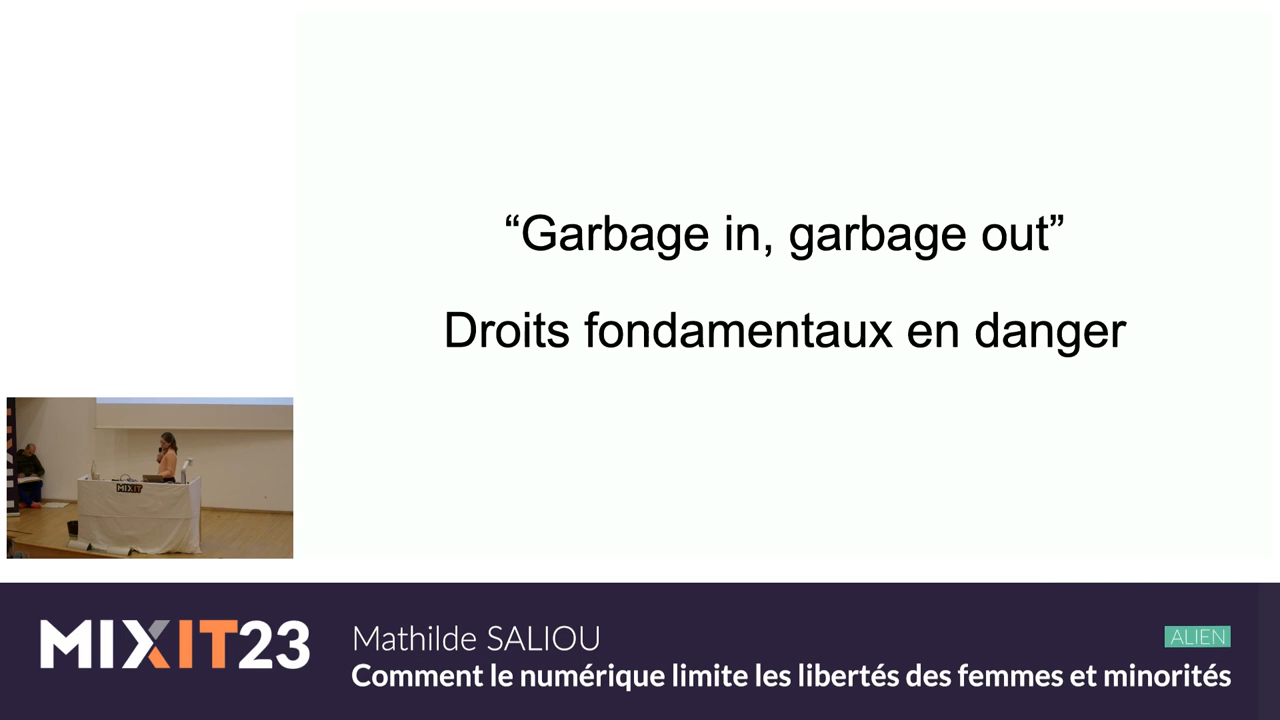 “Garbage in, garbage out”
Droits fondamentaux en danger
MIXIT
MIXIT23
Mathilde SALIOU
ALIEN
Comment le numérique limite les libertés des femmes et minorités